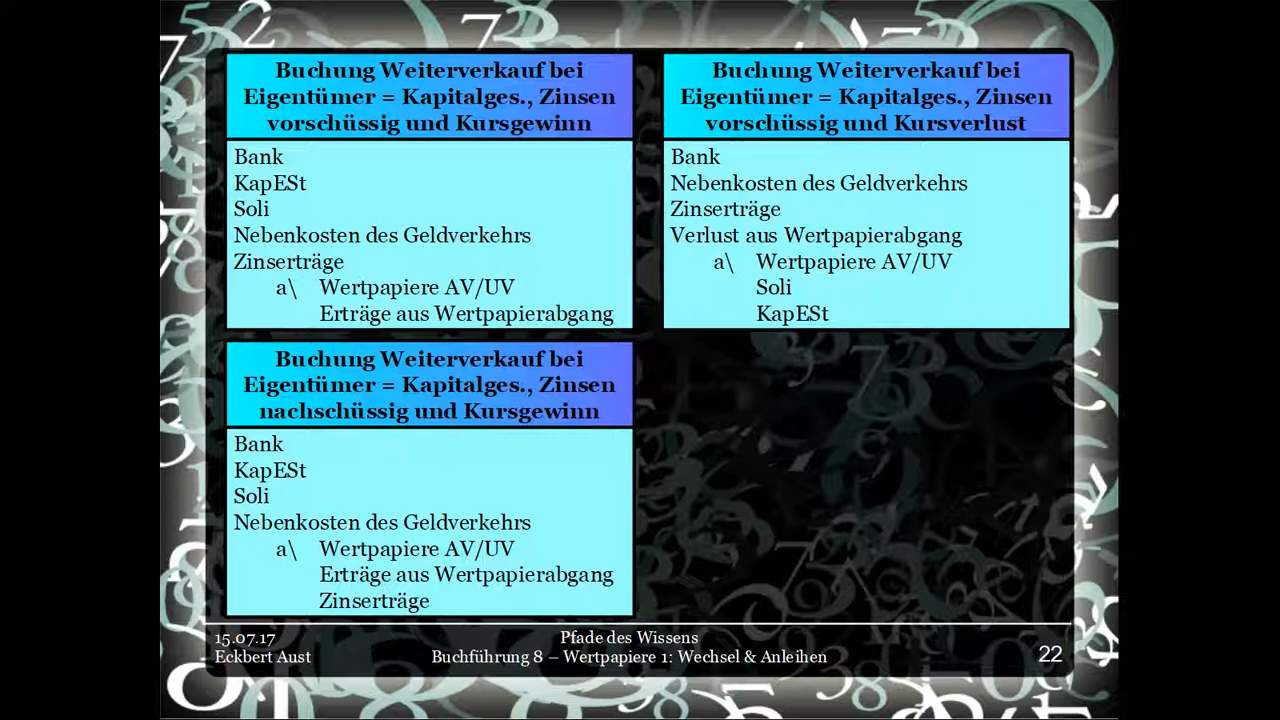 Buchung Weiterverkauf bei
Eigentümer = Kapitalges., Zinsen
vorschüssig und Kursgewinn
Bank
KapESt
Soli
Nebenkosten des Geldverkehrs
Zinserträge
a\ Wertpapiere AV/UV
Erträge aus Wertpapierabgang
Buchung Weiterverkauf bei
Eigentümer = Kapitalges., Zinsen
vorschüssig und Kursverlust
Bank
Nebenkosten des Geldverkehrs
Zinserträge
Verlust aus Wertpapierabgang
a\ Wertpapiere AV/UV
Soli
KapESt
Buchung Weiterverkauf bei
Eigentümer = Kapitalges., Zinsen
nachschüssig und Kursgewinn
Bank
KapESt
Soli
Nebenkosten des Geldverkehrs
a\ Wertpapiere AV/UV
Erträge aus Wertpapierabgang
Zinserträge
15.07.17
Eckbert Aust
Pfade des Wissens
Buchführung 8 – Wertpapiere 1: Wechsel & Anleihen
22